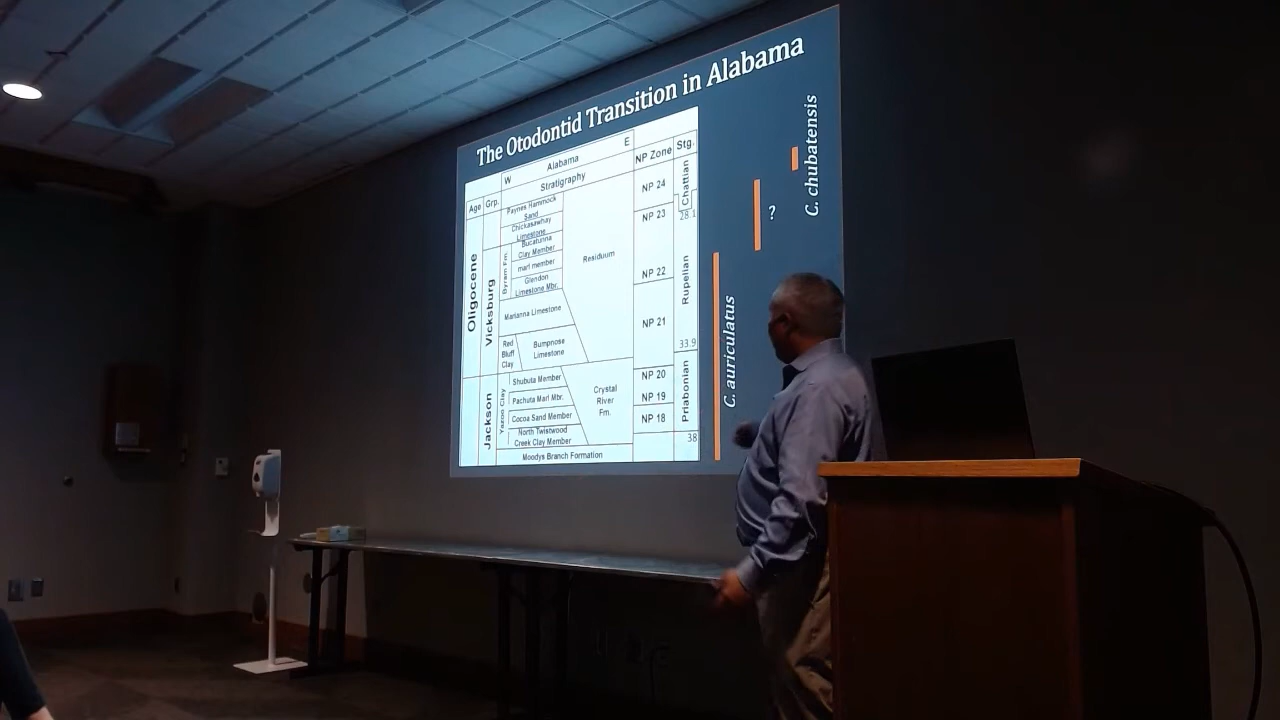 The Otodontid Transition in Alabama
W Alabama E
Stratigraphy
Age
Grp.
NP Zone
Stg.
Oligocene
Vicksburg
Jackson
Paynes Hammock
Sand
Chickasawhay
Limestone
Byram Fm.
Bucatunna
Clay Member
marl member
Glendon
Limestone Mbr.
Marianna Limestone
Red
Bluff
Clay
Bumpnose
Limestone
Residuum
Yazoo Clay
Shubuta Member
Pachuta Marl Mbr.
Cocoa Sand Member
North Twistwood
Creek Clay Member
Crystal
River
Fm.
Moodys Branch Formation
NP 24
NP 23
NP 22
NP 21
NP 20
NP 19
NP 18
Chattian
28.1
Rupelian
33.9
Priabonian
38
C. auriculatus
?
C. chubatensis